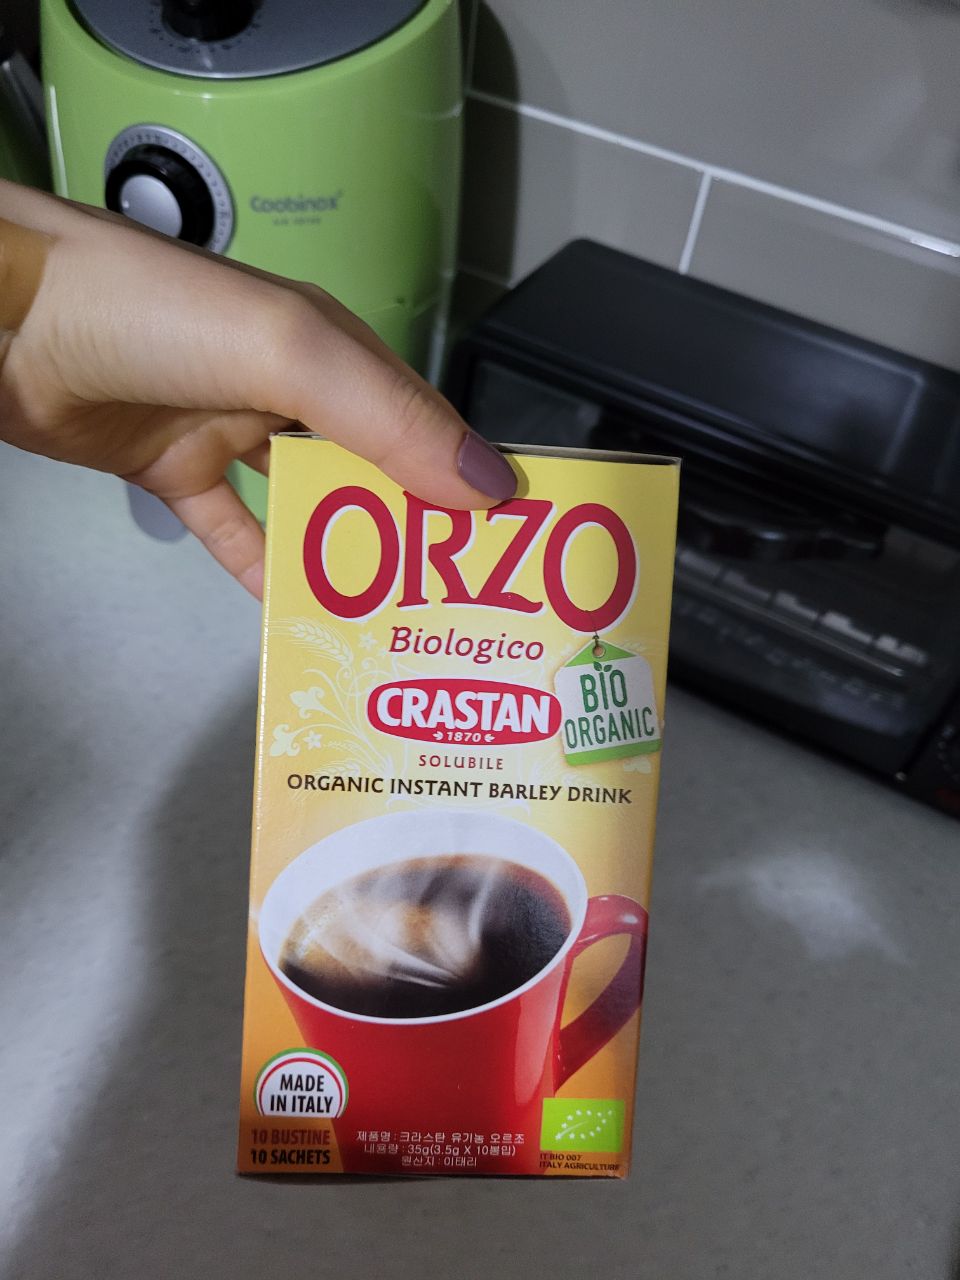 Coobinox
ORZO
Biologico
CRASTAN
1870
BIO
ORGANIC
SOLUBILE
ORGANIC INSTANT BARLEY DRINK
MADE
IN ITALY
10 BUSTINE
10 SACHETS
제품명 : 크라스탄 유기농 오르조
내용량 : 35g(3.5g X 10봉입)
원산지 : 이태리
IT BIO 007
ITALY AGRICULTURE